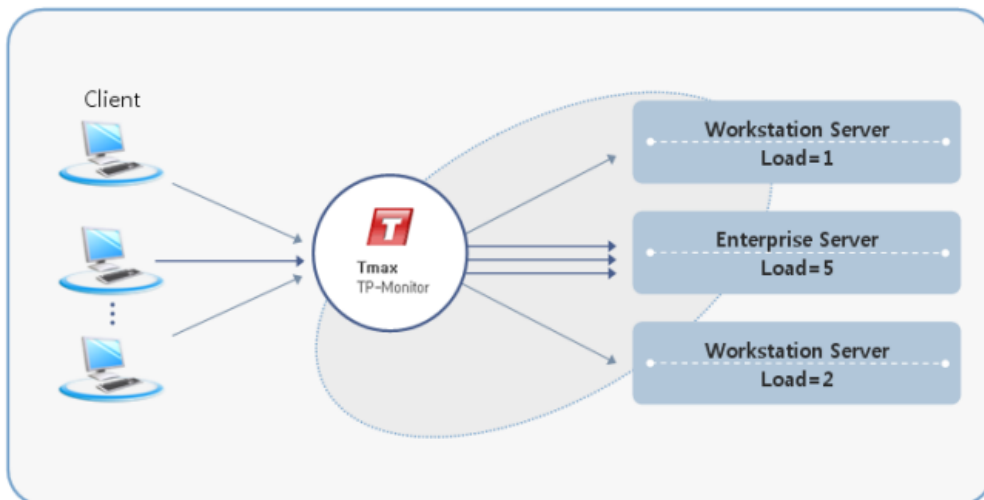 Client
Workstation Server
Load=1
T
Tmax
TP-Monitor
Enterprise Server
Load=5
Workstation Server
Load=2